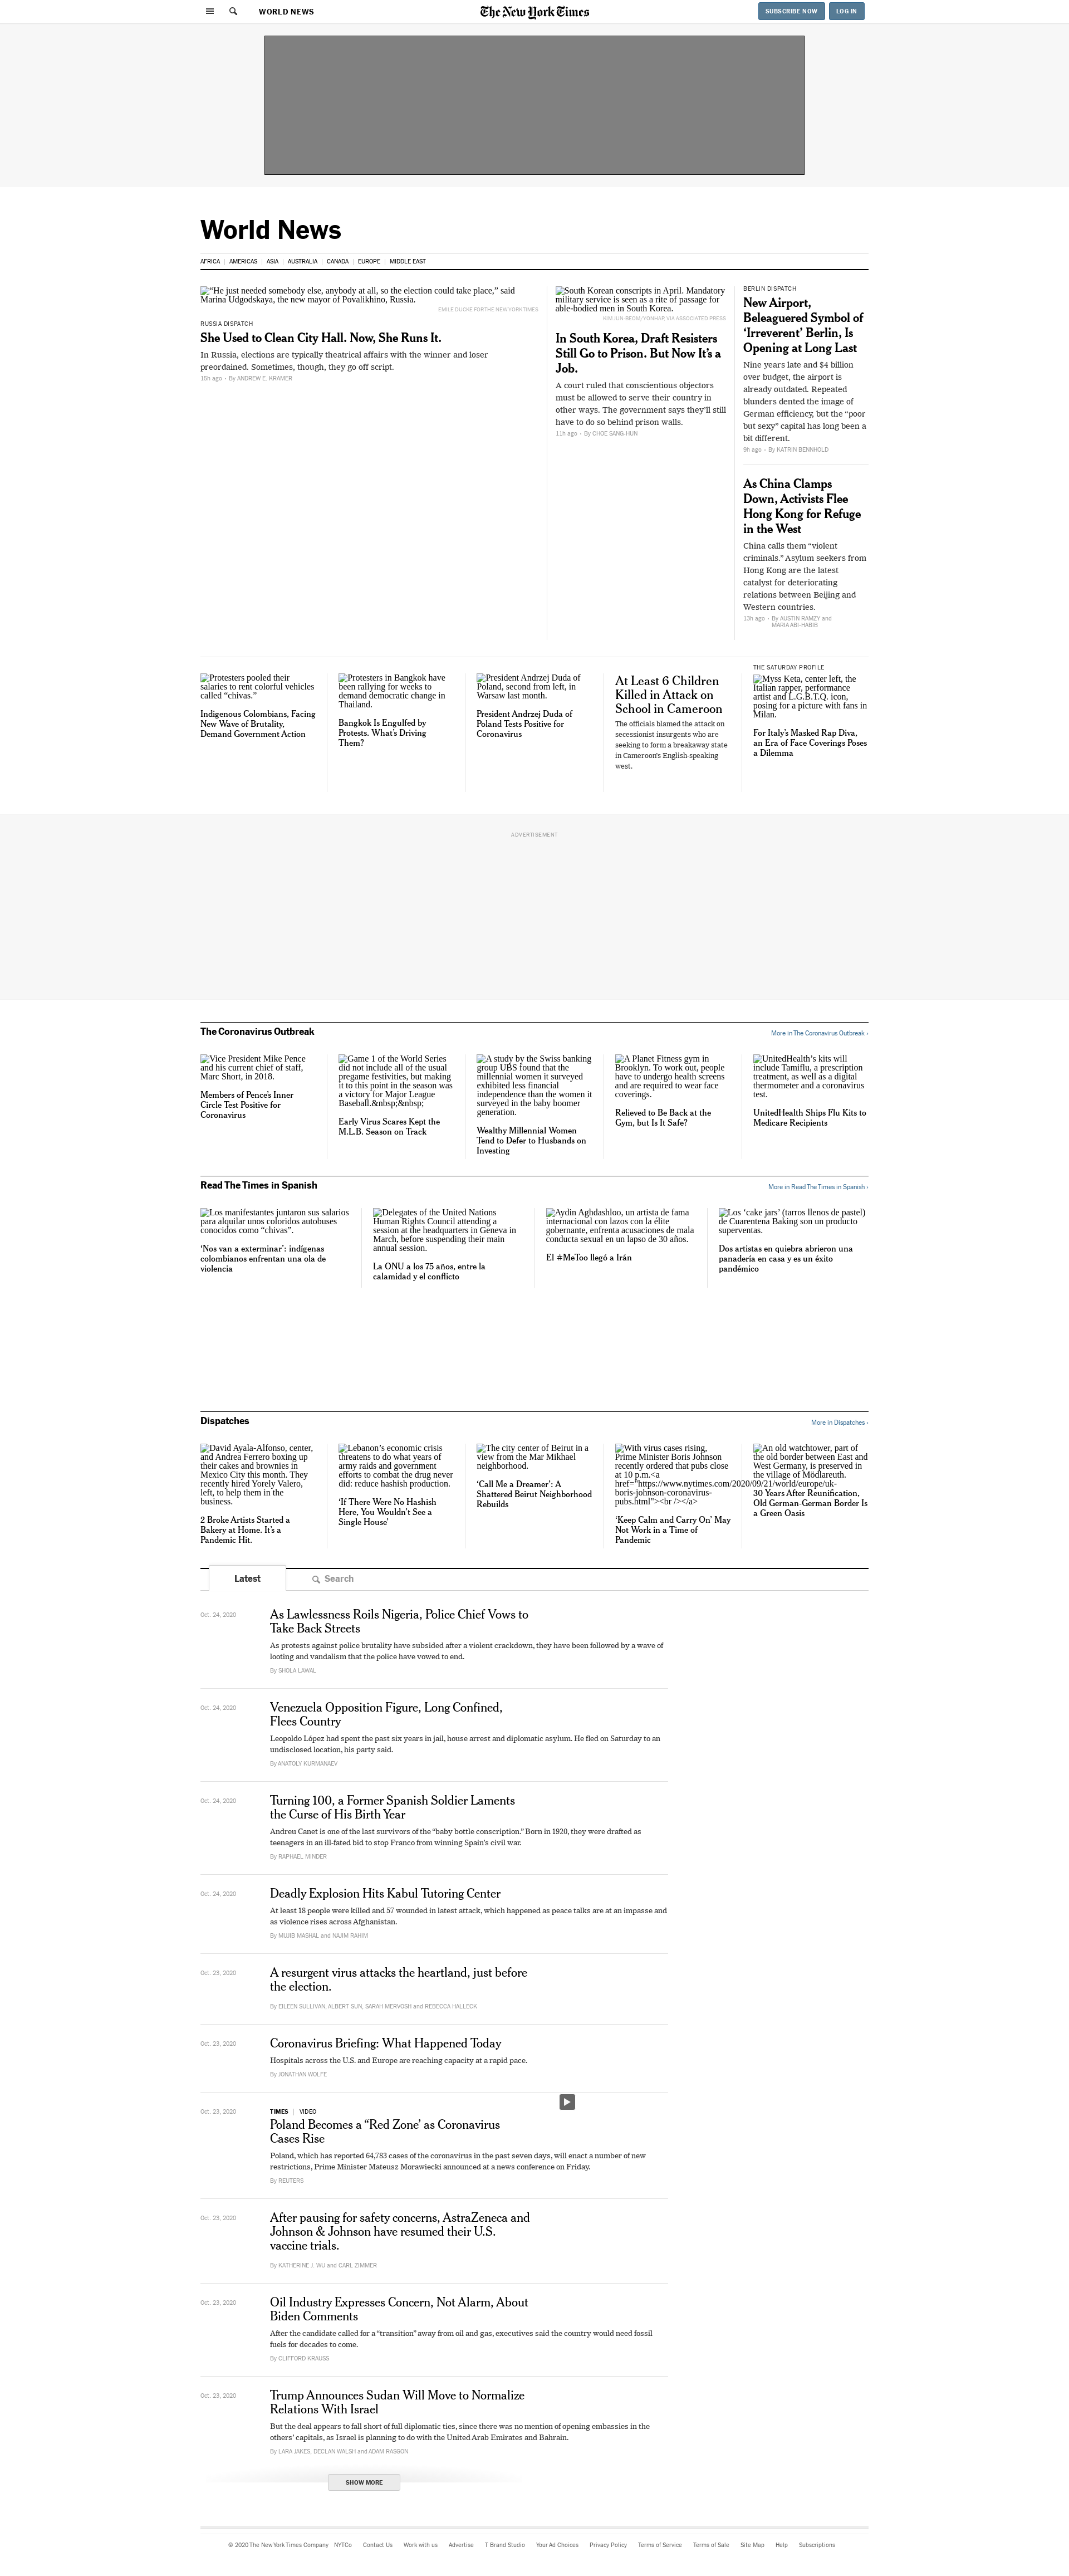 WORLD NEWS
The New York Times
SUBSCRIBE NOW
LOG IN
World News
AFRICA
AMERICAS
ASIA
AUSTRALIA
CANADA
EUROPE
MIDDLE EAST
“He just needed somebody else, anybody at all, so the election could take place,” said
Marina Udgodskaya, the new mayor of Povalikhino, Russia.
EMILE DUCKE FOR THE NEW YORK TIMES
RUSSIA DISPATCH
She Used to Clean City Hall. Now, She Runs It.
In Russia, elections are typically theatrical affairs with the winner and loser
preordained. Sometimes, though, they go off script.
15h ago · By ANDREW E. KRAMER
South Korean conscripts in April. Mandatory
military service is seen as a rite of passage for
able-bodied men in South Korea.
KIM JUN-BEOM/YONHAP, VIA ASSOCIATED PRESS
In South Korea, Draft Resisters
Still Go to Prison. But Now It’s a
Job.
A court ruled that conscientious objectors
must be allowed to serve their country in
other ways. The government says they’ll still
have to do so behind prison walls.
11h ago · By CHOE SANG-HUN
BERLIN DISPATCH
New Airport,
Beleaguered Symbol of
‘Irreverent’ Berlin, Is
Opening at Long Last
Nine years late and $4 billion
over budget, the airport is
already outdated. Repeated
blunders dented the image of
German efficiency, but the “poor
but sexy” capital has long been a
bit different.
9h ago · By KATRIN BENNHOLD
As China Clamps
Down, Activists Flee
Hong Kong for Refuge
in the West
China calls them “violent
criminals.” Asylum seekers from
Hong Kong are the latest
catalyst for deteriorating
relations between Beijing and
Western countries.
13h ago · By AUSTIN RAMZY and
MARIA ABI-HABIB
Protesters pooled their
salaries to rent colorful vehicles
called “chivas.”
Indigenous Colombians, Facing
New Wave of Brutality,
Demand Government Action
Protesters in Bangkok have
been rallying for weeks to
demand democratic change in
Thailand.
Bangkok Is Engulfed by
Protests. What’s Driving
Them?
President Andrzej Duda of
Poland, second from left, in
Warsaw last month.
President Andrzej Duda of
Poland Tests Positive for
Coronavirus
At Least 6 Children
Killed in Attack on
School in Cameroon
The officials blamed the attack on
secessionist insurgents who are
seeking to form a breakaway state
in Cameroon’s English-speaking
west.
THE SATURDAY PROFILE
Myss Keta, center left, the
Italian rapper, performance
artist and L.G.B.T.Q. icon,
posing for a picture with fans in
Milan.
For Italy’s Masked Rap Diva,
an Era of Face Coverings Poses
a Dilemma
ADVERTISEMENT
The Coronavirus Outbreak
More in The Coronavirus Outbreak ›
Vice President Mike Pence
and his current chief of staff,
Marc Short, in 2018.
Members of Pence’s Inner
Circle Test Positive for
Coronavirus
Game 1 of the World Series
did not include all of the usual
pregame festivities, but making
it to this point in the season was
a victory for Major League
Baseball.&nbsp;&nbsp;
Early Virus Scares Kept the
M.L.B. Season on Track
A study by the Swiss banking
group UBS found that the
millennial women it surveyed
exhibited less financial
independence than the women it
surveyed in the baby boomer
generation.
Wealthy Millennial Women
Tend to Defer to Husbands on
Investing
A Planet Fitness gym in
Brooklyn. To work out, people
have to undergo health screens
and are required to wear face
coverings.
Relieved to Be Back at the
Gym, but Is It Safe?
UnitedHealth’s kits will
include Tamiflu, a prescription
treatment, as well as a digital
thermometer and a coronavirus
test.
UnitedHealth Ships Flu Kits to
Medicare Recipients
Read The Times in Spanish
More in Read The Times in Spanish ›
Los manifestantes juntaron sus salarios
para alquilar unos coloridos autobuses
conocidos como “chivas”.
‘Nos van a exterminar’: indígenas
colombianos enfrentan una ola de
violencia
Delegates of the United Nations
Human Rights Council attending a
session at the headquarters in Geneva in
March, before suspending their main
annual session.
La ONU a los 75 años, entre la
calamidad y el conflicto
Aydin Aghdashloo, un artista de fama
internacional con lazos con la élite
gobernante, enfrenta acusaciones de mala
conducta sexual en un lapso de 30 años.
El #MeToo llegó a Irán
Los ‘cake jars’ (tarros llenos de pastel)
de Cuarentena Baking son un producto
superventas.
Dos artistas en quiebra abrieron una
panadería en casa y es un éxito
pandémico
Dispatches
More in Dispatches ›
David Ayala-Alfonso, center,
and Andrea Ferrero boxing up
their cakes and brownies in
Mexico City this month. They
recently hired Yorely Valero,
left, to help them in the
business.
2 Broke Artists Started a
Bakery at Home. It’s a
Pandemic Hit.
Lebanon’s economic crisis
threatens to do what years of
army raids and government
efforts to combat the drug never
did: reduce hashish production.
‘If There Were No Hashish
Here, You Wouldn’t See a
Single House’
The city center of Beirut in a
view from the Mar Mikhael
neighborhood.
‘Call Me a Dreamer’: A
Shattered Beirut Neighborhood
Rebuilds
With virus cases rising,
Prime Minister Boris Johnson
recently ordered that pubs close
at 10 p.m.<a
href="https://www.nytimes.com/2020/09/21/world/europe/uk-
boris-johnson-coronavirus-
pubs.html"><br /></a>
‘Keep Calm and Carry On’ May
Not Work in a Time of
Pandemic
An old watchtower, part of
the old border between East and
West Germany, is preserved in
the village of Mödlareuth.
30 Years After Reunification,
Old German-German Border Is
a Green Oasis
Latest
Search
Oct. 24, 2020
As Lawlessness Roils Nigeria, Police Chief Vows to
Take Back Streets
As protests against police brutality have subsided after a violent crackdown, they have been followed by a wave of
looting and vandalism that the police have vowed to end.
By SHOLA LAWAL
Oct. 24, 2020
Venezuela Opposition Figure, Long Confined,
Flees Country
Leopoldo López had spent the past six years in jail, house arrest and diplomatic asylum. He fled on Saturday to an
undisclosed location, his party said.
By ANATOLY KURMANAEV
Oct. 24, 2020
Turning 100, a Former Spanish Soldier Laments
the Curse of His Birth Year
Andreu Canet is one of the last survivors of the “baby bottle conscription.” Born in 1920, they were drafted as
teenagers in an ill-fated bid to stop Franco from winning Spain’s civil war.
By RAPHAEL MINDER
Oct. 24, 2020
Deadly Explosion Hits Kabul Tutoring Center
At least 18 people were killed and 57 wounded in latest attack, which happened as peace talks are at an impasse and
as violence rises across Afghanistan.
By MUJIB MASHAL and NAJIM RAHIM
Oct. 23, 2020
A resurgent virus attacks the heartland, just before
the election.
By EILEEN SULLIVAN, ALBERT SUN, SARAH MERVOSH and REBECCA HALLECK
Oct. 23, 2020
Coronavirus Briefing: What Happened Today
Hospitals across the U.S. and Europe are reaching capacity at a rapid pace.
By JONATHAN WOLFE
Oct. 23, 2020
TIMES | VIDEO
Poland Becomes a “Red Zone’ as Coronavirus
Cases Rise
Poland, which has reported 64,783 cases of the coronavirus in the past seven days, will enact a number of new
restrictions, Prime Minister Mateusz Morawiecki announced at a news conference on Friday.
By REUTERS
Oct. 23, 2020
After pausing for safety concerns, AstraZeneca and
Johnson & Johnson have resumed their U.S.
vaccine trials.
By KATHERINE J. WU and CARL ZIMMER
Oct. 23, 2020
Oil Industry Expresses Concern, Not Alarm, About
Biden Comments
After the candidate called for a “transition” away from oil and gas, executives said the country would need fossil
fuels for decades to come.
By CLIFFORD KRAUSS
Oct. 23, 2020
Trump Announces Sudan Will Move to Normalize
Relations With Israel
But the deal appears to fall short of full diplomatic ties, since there was no mention of opening embassies in the
others’ capitals, as Israel is planning to do with the United Arab Emirates and Bahrain.
By LARA JAKES, DECLAN WALSH and ADAM RASGON
SHOW MORE
© 2020 The New York Times Company
NYTCo
Contact Us
Work with us
Advertise
T Brand Studio
Your Ad Choices
Privacy Policy
Terms of Service
Terms of Sale
Site Map
Help
Subscriptions